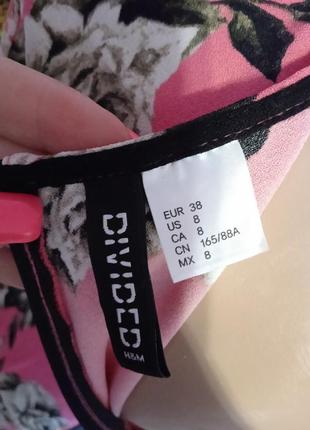 DIVIDED
H&M
EUR 38
US 8
CA 8
CN 165/88A
MX 8